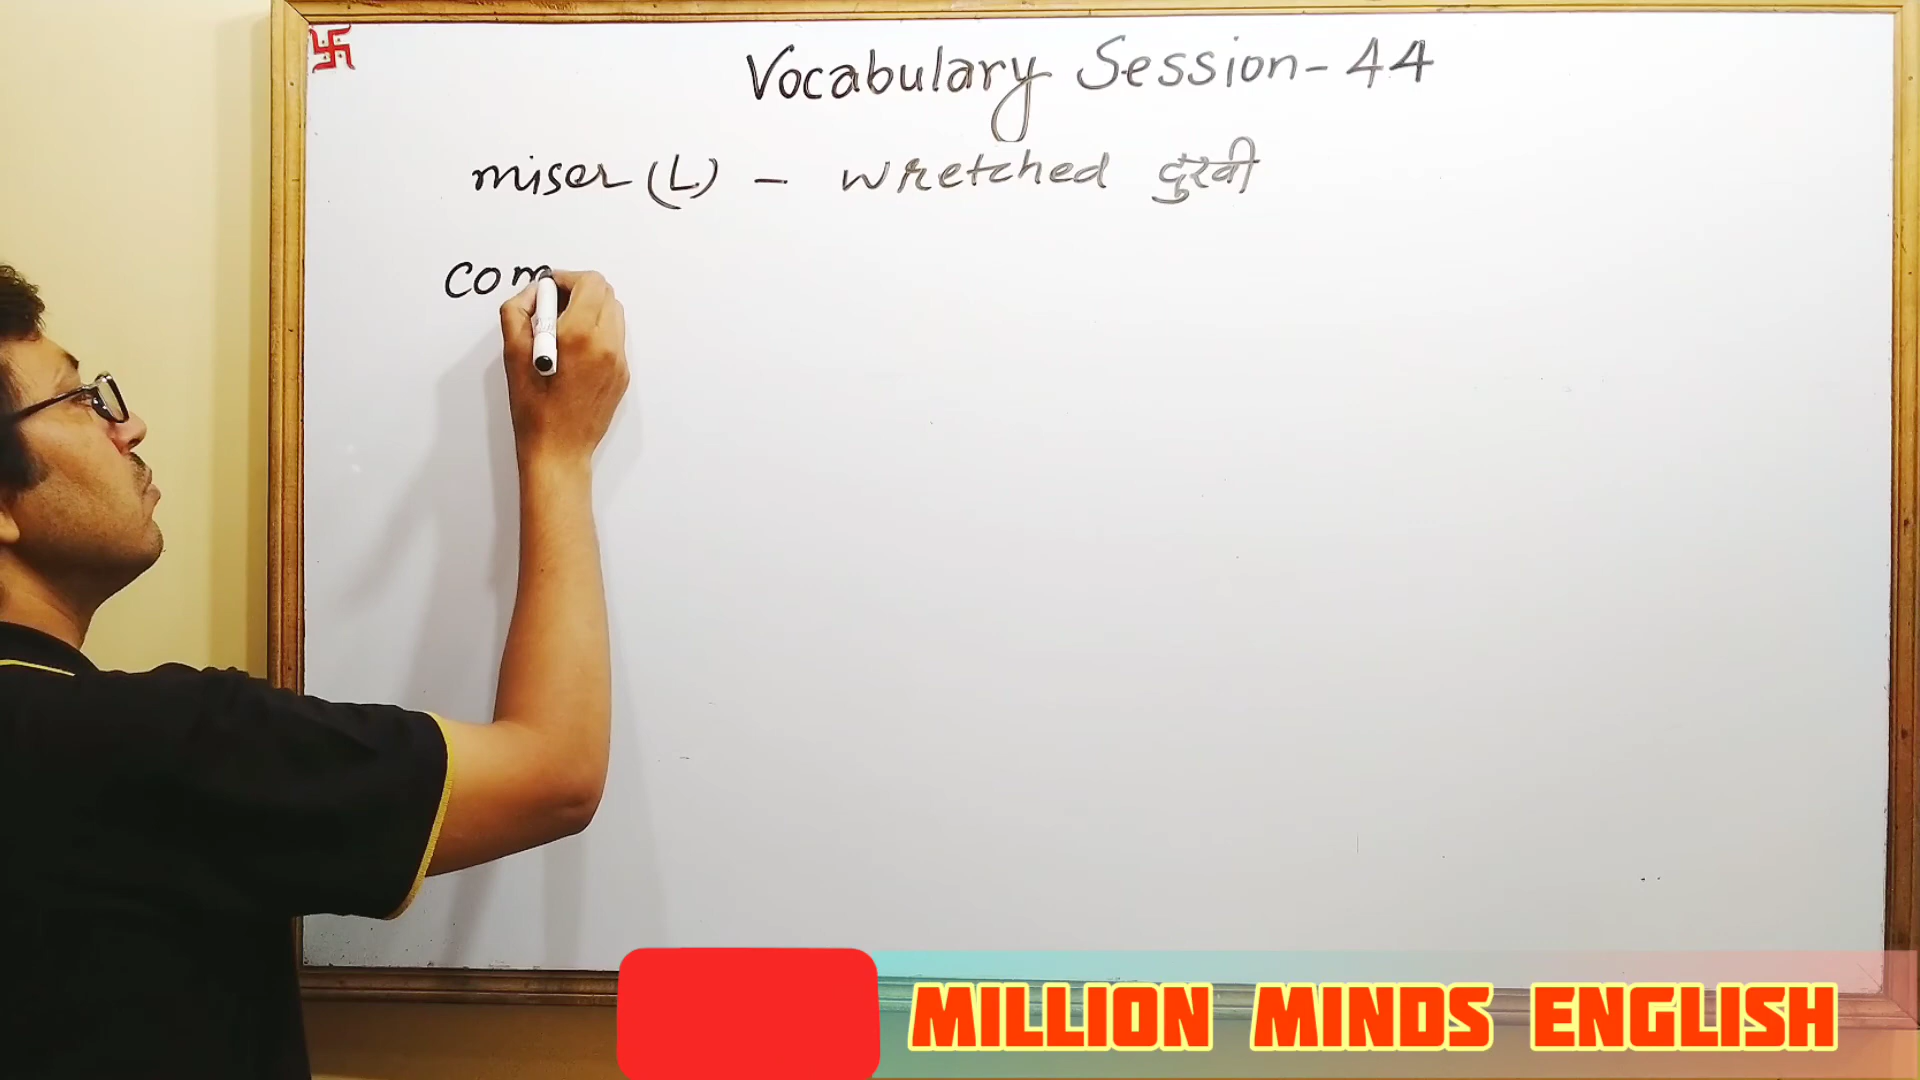 Vocabulary Session-44
miser (L) - wretched दुःखी
com
MILLION MINDS ENGLISH